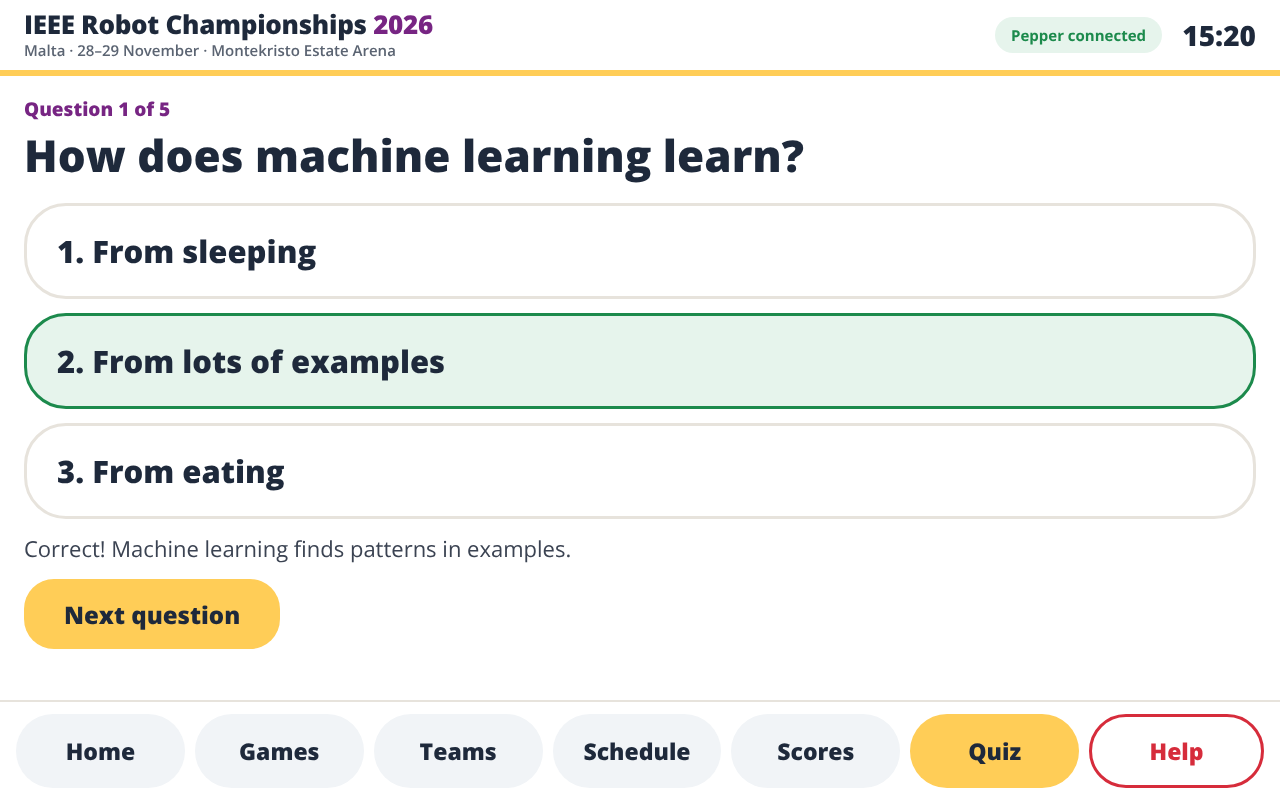 IEEE Robot Championships 2026
Malta · 28–29 November · Montekristo Estate Arena
Pepper connected
15:20
Question 1 of 5
How does machine learning learn?
1. From sleeping
2. From lots of examples
3. From eating
Correct! Machine learning finds patterns in examples.
Next question
Home
Games
Teams
Schedule
Scores
Quiz
Help